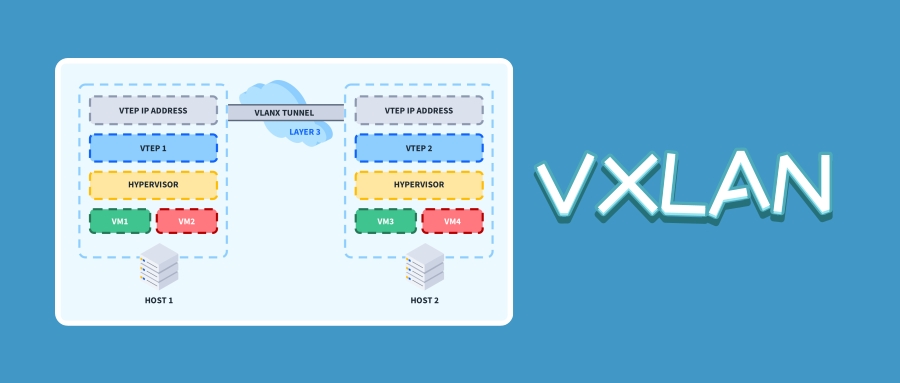 VTEP IP ADDRESS
VTEP 1
HYPERVISOR
VM1
VM2
HOST 1
VLANX TUNNEL
LAYER 3
VTEP IP ADDRESS
VTEP 2
HYPERVISOR
VM3
VM4
HOST 2
VXLAN